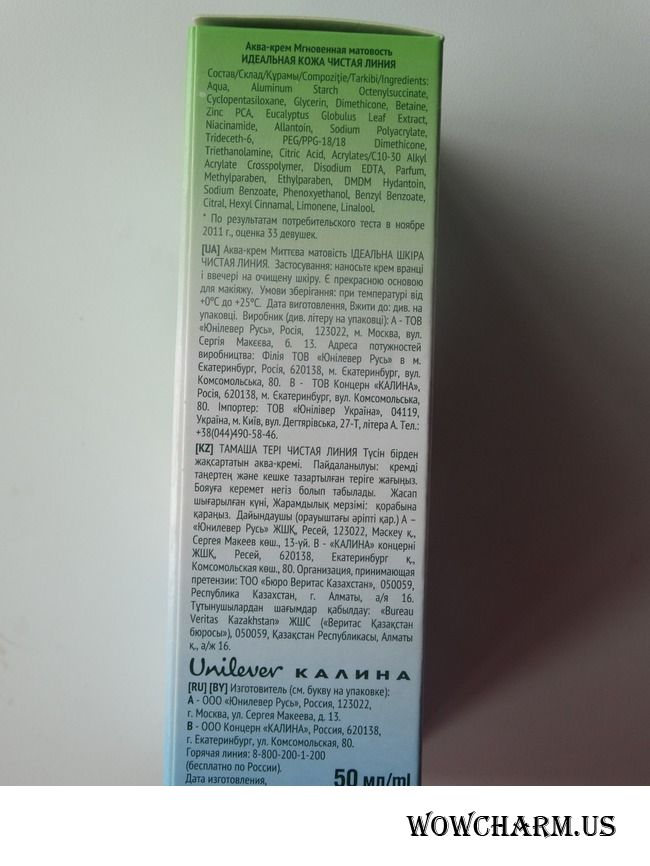 Аква-крем Мгновенная матовость
ИДЕАЛЬНАЯ КОЖА ЧИСТАЯ ЛИНИЯ
Состав/Склад/Құрамы/Compoziţie/Tarkibi/Ingredients:
Aqua, Aluminum Starch Octenylsuccinate,
Cyclopentasiloxane, Glycerin, Dimethicone, Betaine,
Zinc PCA, Eucalyptus Globulus Leaf Extract,
Niacinamide, Allantoin, Sodium Polyacrylate,
Trideceth-6, PEG/PPG-18/18 Dimethicone,
Triethanolamine, Citric Acid, Acrylates/C10-30 Alkyl
Acrylate Crosspolymer, Disodium EDTA, Parfum,
Methylparaben, Ethylparaben, DMDM Hydantoin,
Sodium Benzoate, Phenoxyethanol, Benzyl Benzoate,
Citral, Hexyl Cinnamal, Limonene, Linalool.
* По результатам потребительского теста в ноябре
2011 г., оценка 33 девушек.
[UA] Аква-крем Миттєва матовість ІДЕАЛЬНА ШКІРА
ЧИСТАЯ ЛИНИЯ. Застосування: наносьте крем вранці
і ввечері на очищену шкіру. Є прекрасною основою
для макіяжу. Умови зберігання: при температурі від
+0°С до +25°С. Дата виготовлення, Вжити до: див. на
упаковці. Виробник (див. літеру на упаковці): А - ТОВ
«Юнілевер Русь», Росія, 123022, м. Москва, вул.
Сергія Макеєва, б. 13. Адреса потужностей
виробництва: Філія ТОВ «Юнілевер Русь» в м.
Екатеринбург, Росія, 620138, м. Єкатеринбург, вул.
Комсомольська, 80. В - ТОВ Концерн «КАЛИНА»,
Росія, 620138, м. Екатеринбург, вул. Комсомольська,
80. Імпортер: ТОВ «Юнілівер Україна», 04119,
Україна, м. Київ, вул. Дегтярівська, 27-Т, літера А. Тел.:
+38(044)490-58-46.
[KZ] ТАМАША ТЕРІ ЧИСТАЯ ЛИНИЯ Түсін бірден
жақсартатын аква-кремі. Пайдаланылуы: кремді
таңертең және кешке тазартылған теріге жағыңыз.
Бояуға керемет негіз болып табылады. Жасап
шығарылған күні, Жарамдылық мерзімі: қорабына
қараңыз. Дайындаушы (орауыштағы әріпті қар.) А –
«Юнилевер Русь» ЖШҚ, Ресей, 123022, Маскеу қ.,
Сергея Макеев көш., 13-үй. В - «КАЛИНА» концерні
ЖШҚ, Ресей, 620138, Екатеринбург қ.,
Комсомольская көш., 80. Организация, принимающая
претензии: ТОО «Бюро Веритас Казахстан», 050059,
Республика Казахстан, г. Алматы, а/я 16.
Тұтынушылардан шағымдар қабылдау: «Bureau
Veritas Kazakhstan» ЖШС («Веритас Қазақстан
бюросы»), 050059, Қазақстан Республикасы, Алматы
қ., а/ж 16.
Unilever КАЛИНА
[RU] [BY] Изготовитель (см. букву на упаковке):
А - ООО «Юнилевер Русь», Россия, 123022,
г. Москва, ул. Сергея Макеева, д. 13.
В - ООО Концерн «КАЛИНА», Россия, 620138,
г. Екатеринбург, ул. Комсомольская, 80.
Горячая линия: 8-800-200-1-200
(бесплатно по России).
Дата изготовления,
50 мл/ml
WOWCHARM.US